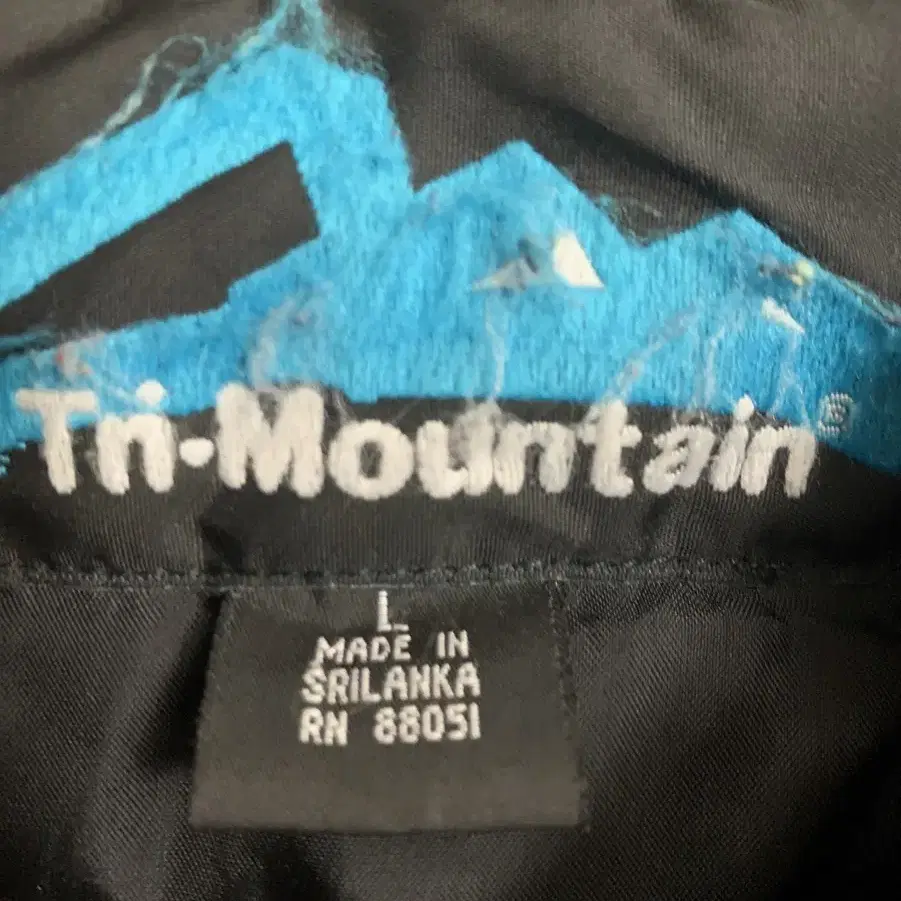 Tri-Mountain®
L
MADE IN
SRILANKA
RN 88051